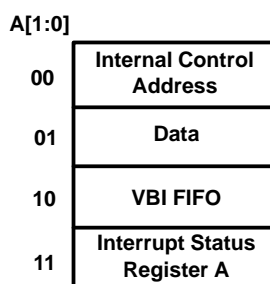 A[1:0]
00 Internal Control
Address
01 Data
10 VBI FIFO
11 Interrupt Status
Register A